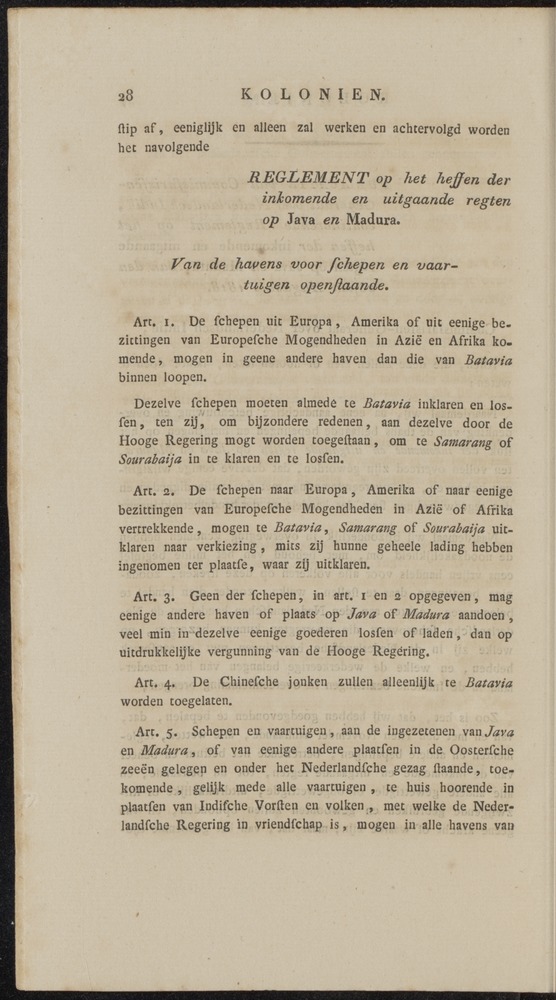 28 KOLONIEN.
ſtip af, eeniglijk en alleen zal werken en achtervolgd worden
het navolgende
REGLEMENT op het heffen der
inkomende en uitgaande regten
op Java en Madura.
Van de havens voor ſchepen en vaar-
tuigen openſtaande.
Art. 1. De ſchepen uit Europa, Amerika of uit eenige be-
zittingen van Europeſche Mogendheden in Azië en Afrika ko-
mende, mogen in geene andere haven dan die van Batavia
binnen loopen.
Dezelve ſchepen moeten almede te Batavia inklaren en los-
ſen, ten zij, om bijzondere redenen, aan dezelve door de
Hooge Regering mogt worden toegeſtaan, om te Samarang of
Sourabaija in te klaren en te losſen.
Art. 2. De ſchepen naar Europa, Amerika of naar eenige
bezittingen van Europeſche Mogendheden in Azië of Afrika
vertrekkende, mogen te Batavia, Samarang of Sourabaija uit-
klaren naar verkiezing, mits zij hunne geheele lading hebben
ingenomen ter plaatſe, waar zij uitklaren.
Art. 3. Geen der ſchepen, in art. 1 en 2 opgegeven, mag
eenige andere haven of plaats op Java of Madura aandoen,
veel min in dezelve eenige goederen losſen of laden, dan op
uitdrukkelijke vergunning van de Hooge Regering.
Art. 4. De Chineſche jonken zullen alleenlijk te Batavia
worden toegelaten.
Art. 5. Schepen en vaartuigen, aan de ingezetenen van Java
en Madura, of van eenige andere plaatſen in de Ooſterſche
zeeën gelegen en onder het Nederlandſche gezag ſtaande, toe-
komende, gelijk mede alle vaartuigen, te huis hoorende in
plaatſen van Indiſche Vorſten en volken, met welke de Neder-
landſche Regering in vriendſchap is, mogen in alle havens van